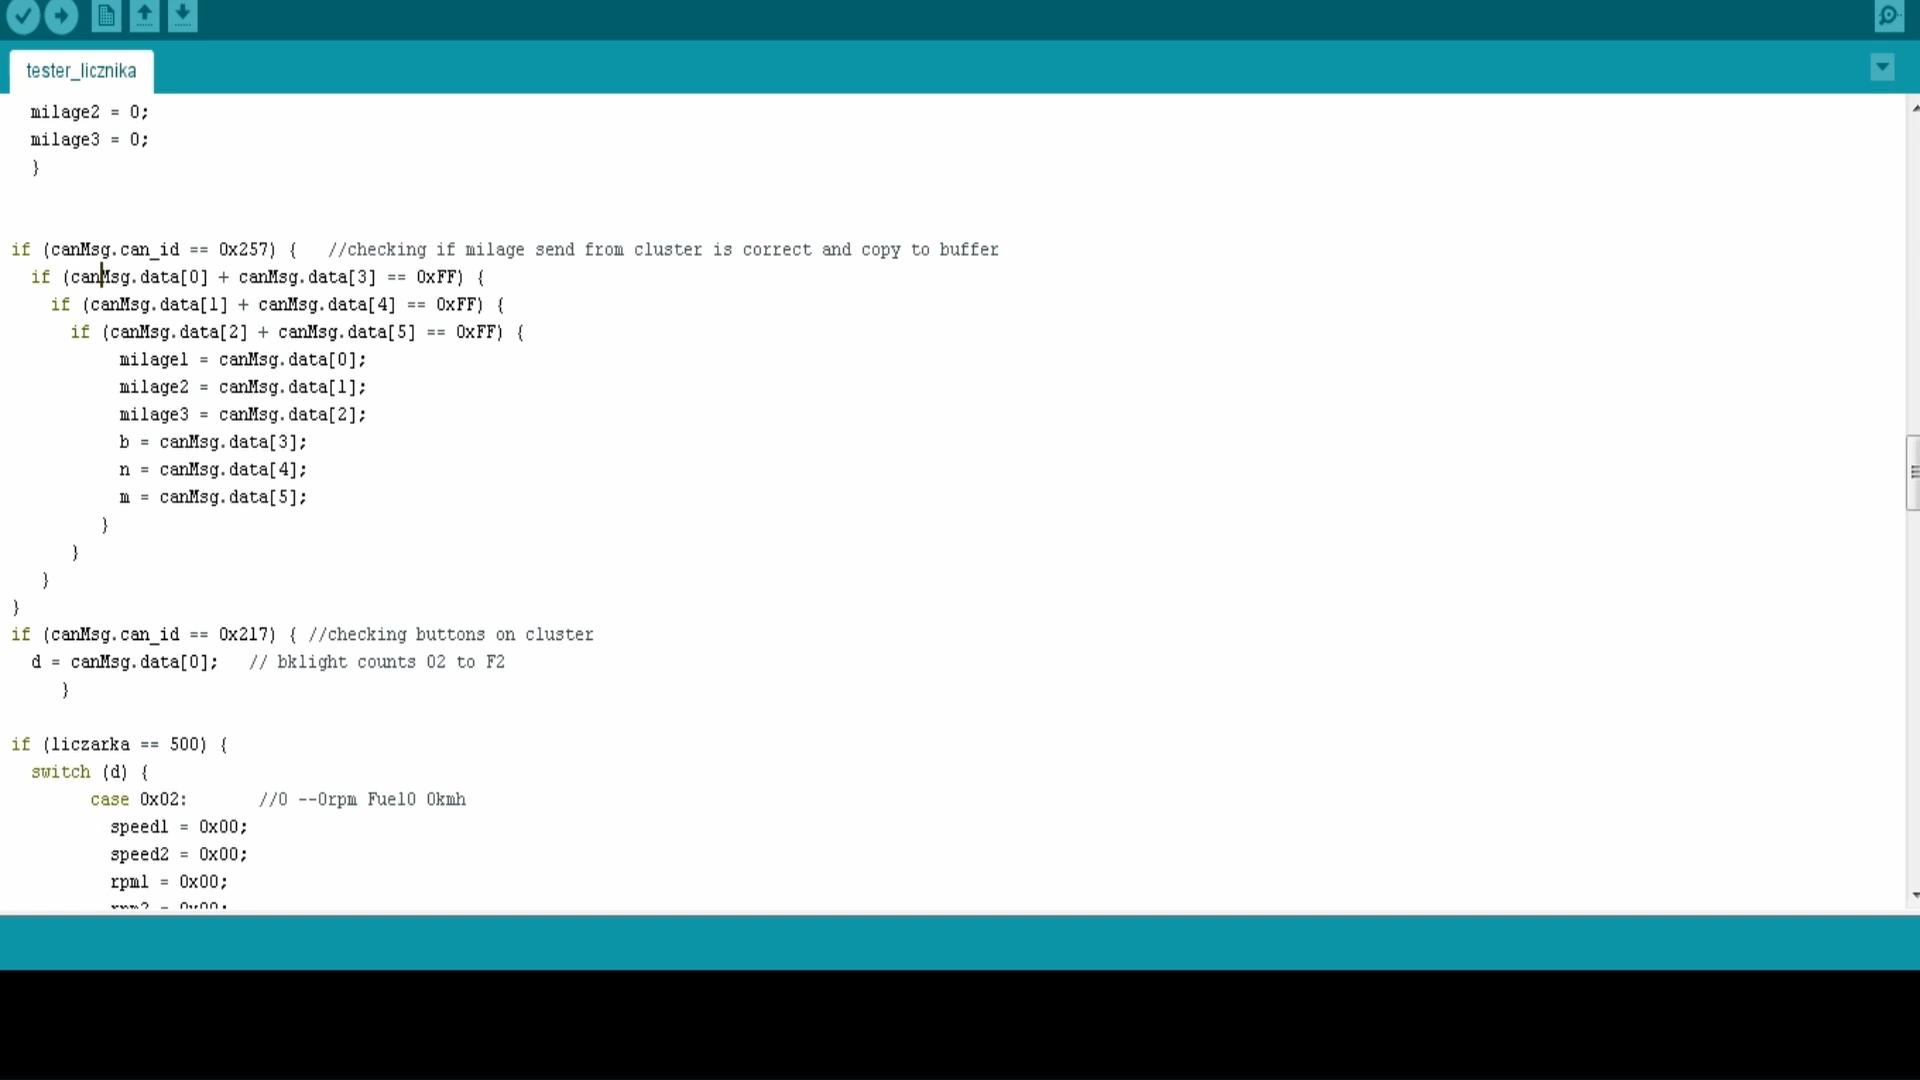 tester_licznika
milage2 = 0;
milage3 = 0;
}
if (canMsg.can_id == 0x257) {   //checking if milage send from cluster is correct and copy to buffer
if (canMsg.data[0] + canMsg.data[3] == 0xFF) {
if (canMsg.data[1] + canMsg.data[4] == 0xFF) {
if (canMsg.data[2] + canMsg.data[5] == 0xFF) {
milage1 = canMsg.data[0];
milage2 = canMsg.data[1];
milage3 = canMsg.data[2];
b = canMsg.data[3];
n = canMsg.data[4];
m = canMsg.data[5];
}
}
}
}
if (canMsg.can_id == 0x217) { //checking buttons on cluster
d = canMsg.data[0];   // bklight counts 02 to F2
}
if (liczarka == 500) {
switch (d) {
case 0x02:       //0 --0rpm Fuel0 0kmh
speed1 = 0x00;
speed2 = 0x00;
rpm1 = 0x00;
rpm2 = 0x00;